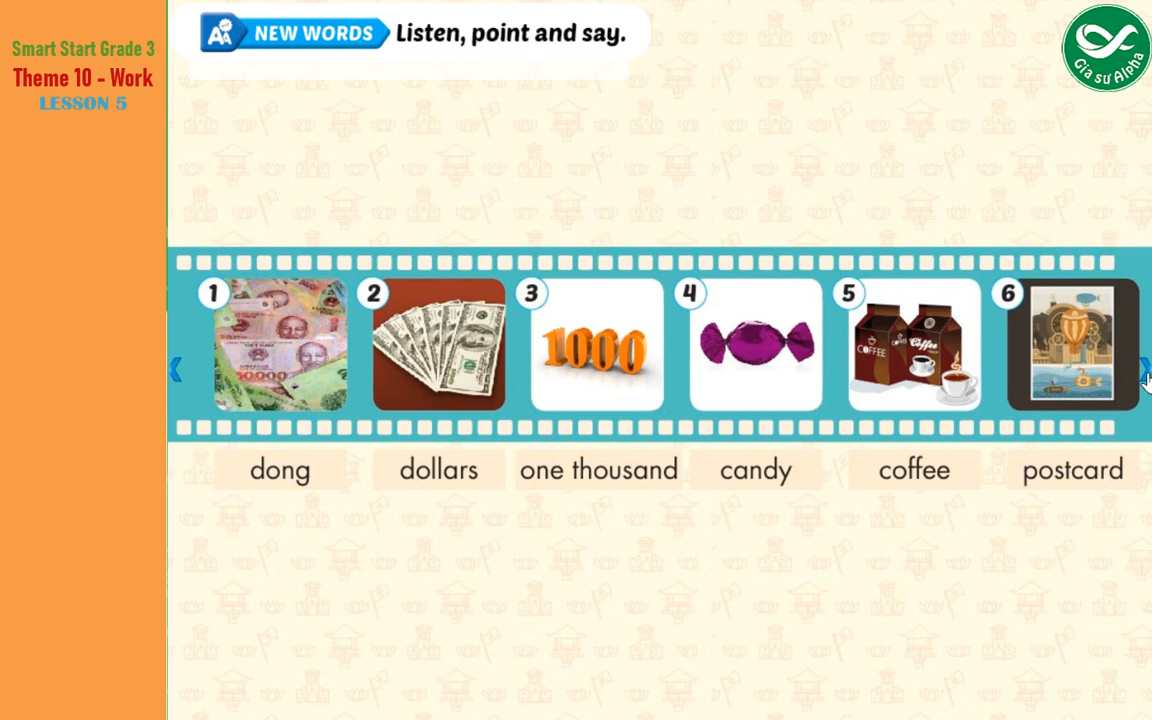 Smart Start Grade 3
Theme 10 - Work
LESSON 5
NEW WORDS Listen, point and say.
Gia sư Alpha
1 2 3 4 5 6
1000
COFFEE
Coffee
dong dollars one thousand candy coffee postcard